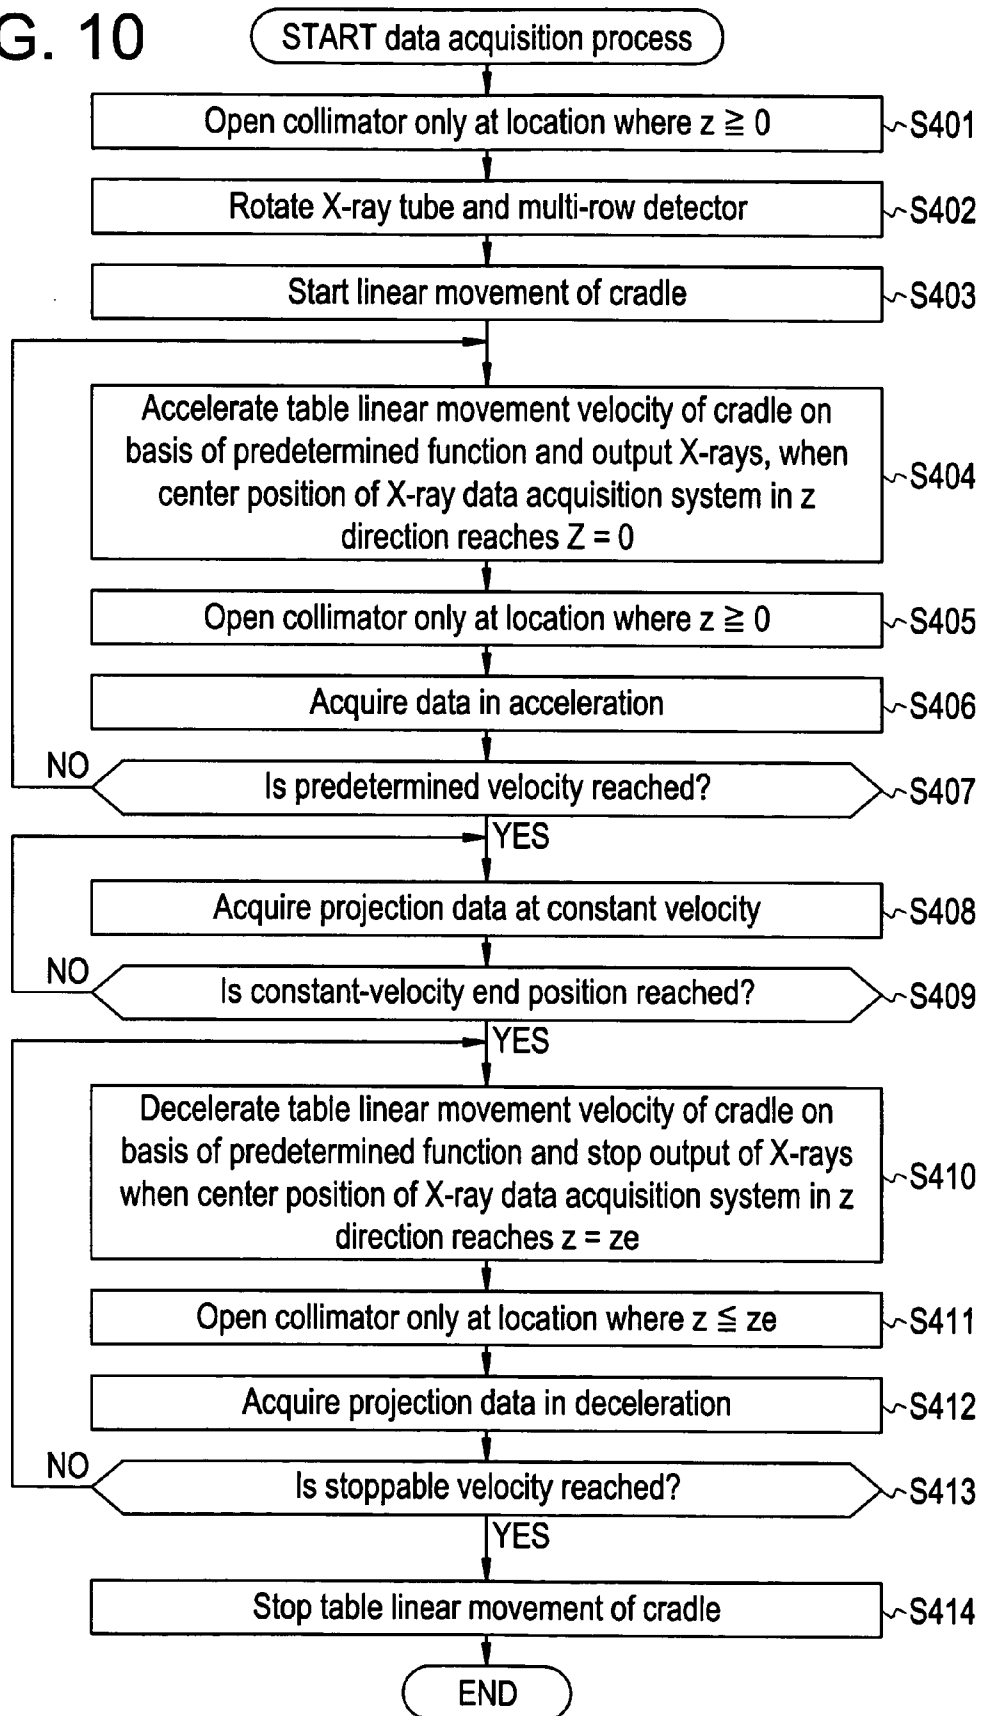 G. 10
START data acquisition process
Open collimator only at location where z ≧ 0
S401
Rotate X-ray tube and multi-row detector
S402
Start linear movement of cradle
S403
Accelerate table linear movement velocity of cradle on
basis of predetermined function and output X-rays, when
center position of X-ray data acquisition system in z
direction reaches Z = 0
S404
Open collimator only at location where z ≧ 0
S405
Acquire data in acceleration
S406
NO
Is predetermined velocity reached?
S407
YES
Acquire projection data at constant velocity
S408
NO
Is constant-velocity end position reached?
S409
YES
Decelerate table linear movement velocity of cradle on
basis of predetermined function and stop output of X-rays
when center position of X-ray data acquisition system in z
direction reaches z = ze
S410
Open collimator only at location where z ≦ ze
S411
Acquire projection data in deceleration
S412
NO
Is stoppable velocity reached?
S413
YES
Stop table linear movement of cradle
S414
END